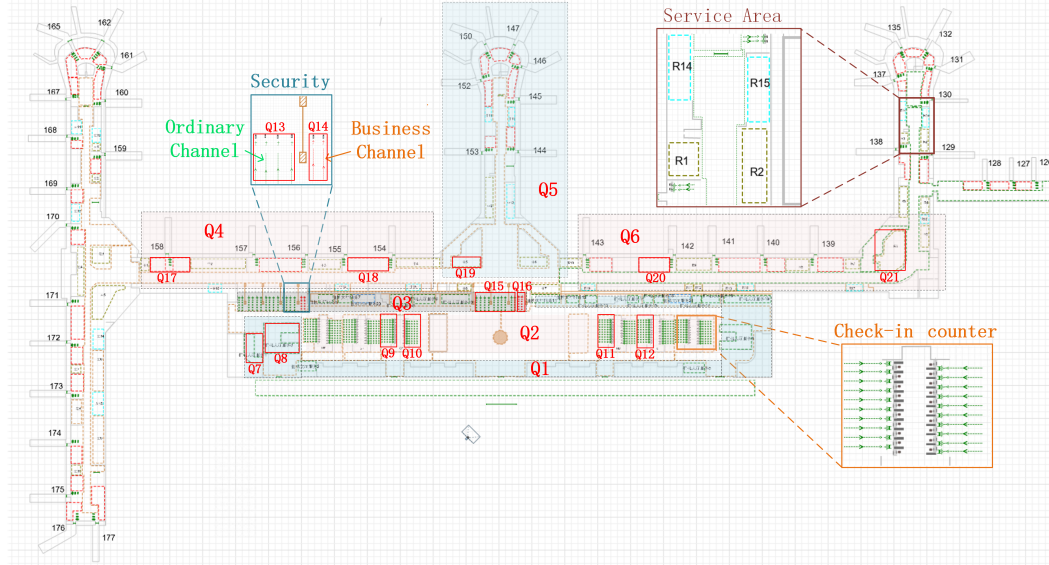 Service Area
165
162
161
167
160
168
159
169
170
150
147
146
152
145
153
144
135
132
131
137
130
138
129
128
127
R14
R15
R1
R2
Security
Ordinary
Channel
Q13
Q14
Business
Channel
Q4
Q5
Q6
158
157
156
155
154
143
142
141
140
139
Q17
Q18
Q19
Q20
Q21
171
Q3
Q15
Q16
172
Q2
Q9
Q10
Q11
Q12
Q7
Q8
Q1
Check-in counter
173
174
175
176
177